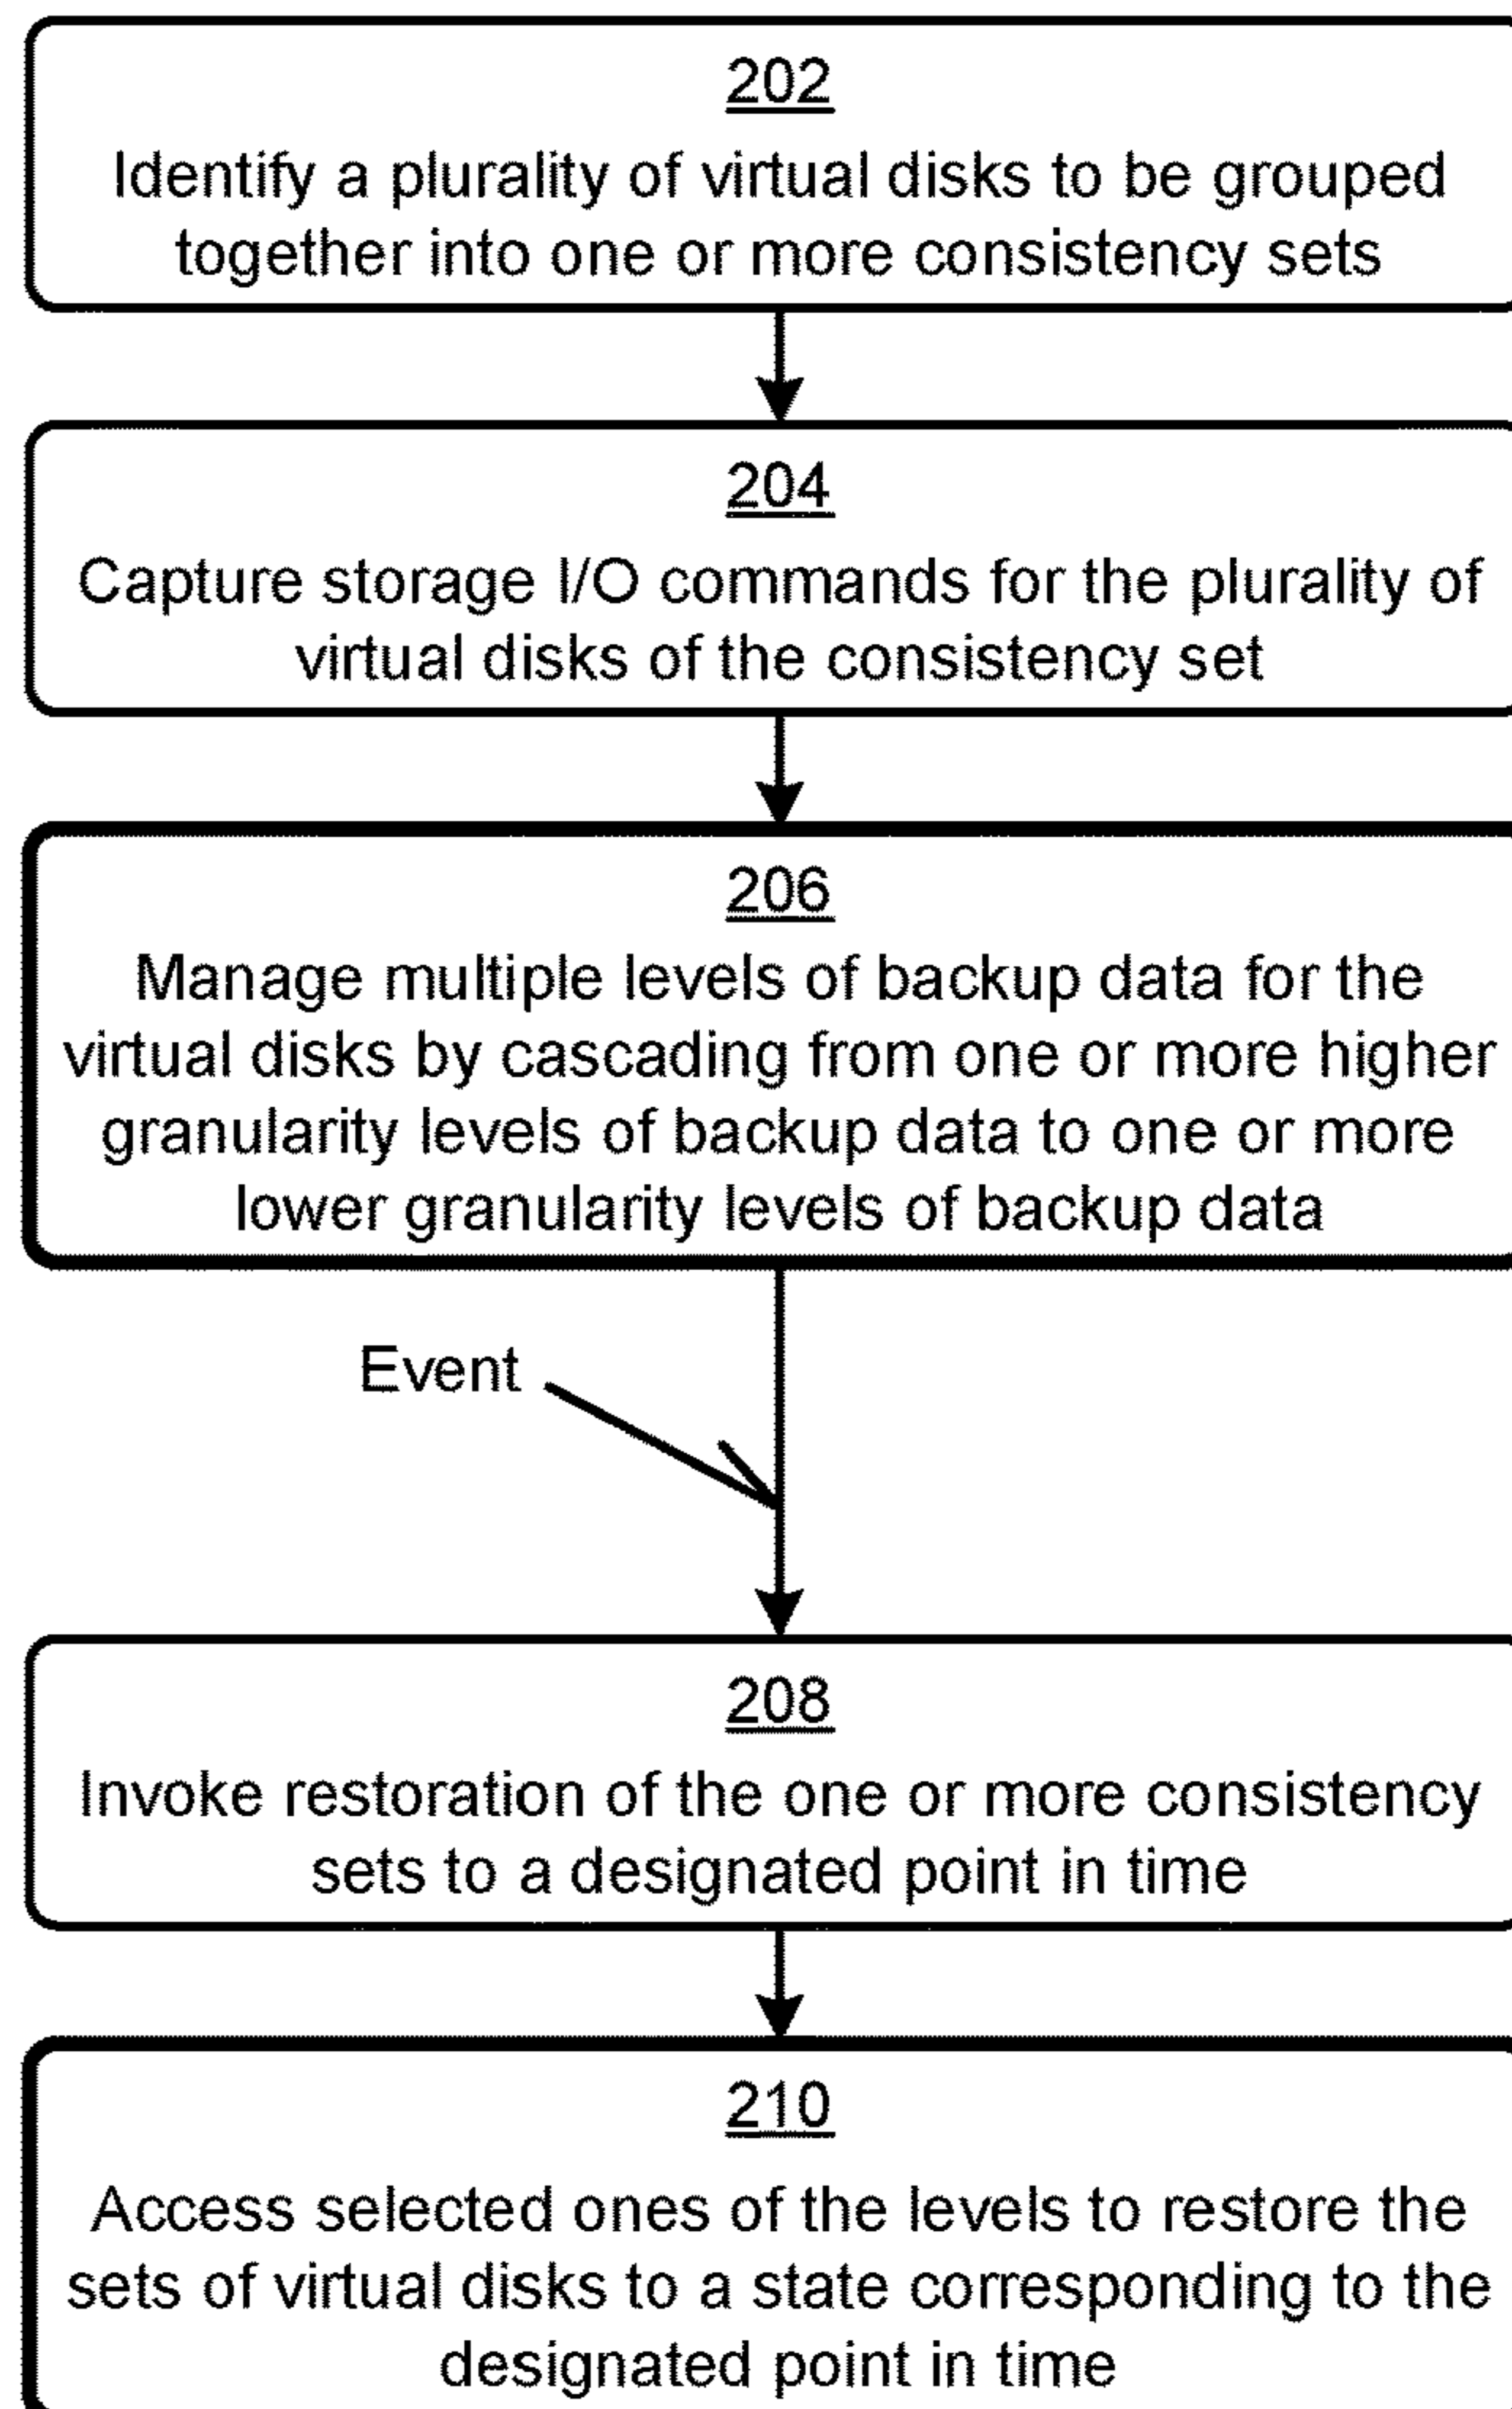 202
Identify a plurality of virtual disks to be grouped
together into one or more consistency sets
204
Capture storage I/O commands for the plurality of
virtual disks of the consistency set
206
Manage multiple levels of backup data for the
virtual disks by cascading from one or more higher
granularity levels of backup data to one or more
lower granularity levels of backup data
Event
208
Invoke restoration of the one or more consistency
sets to a designated point in time
210
Access selected ones of the levels to restore the
sets of virtual disks to a state corresponding to the
designated point in time